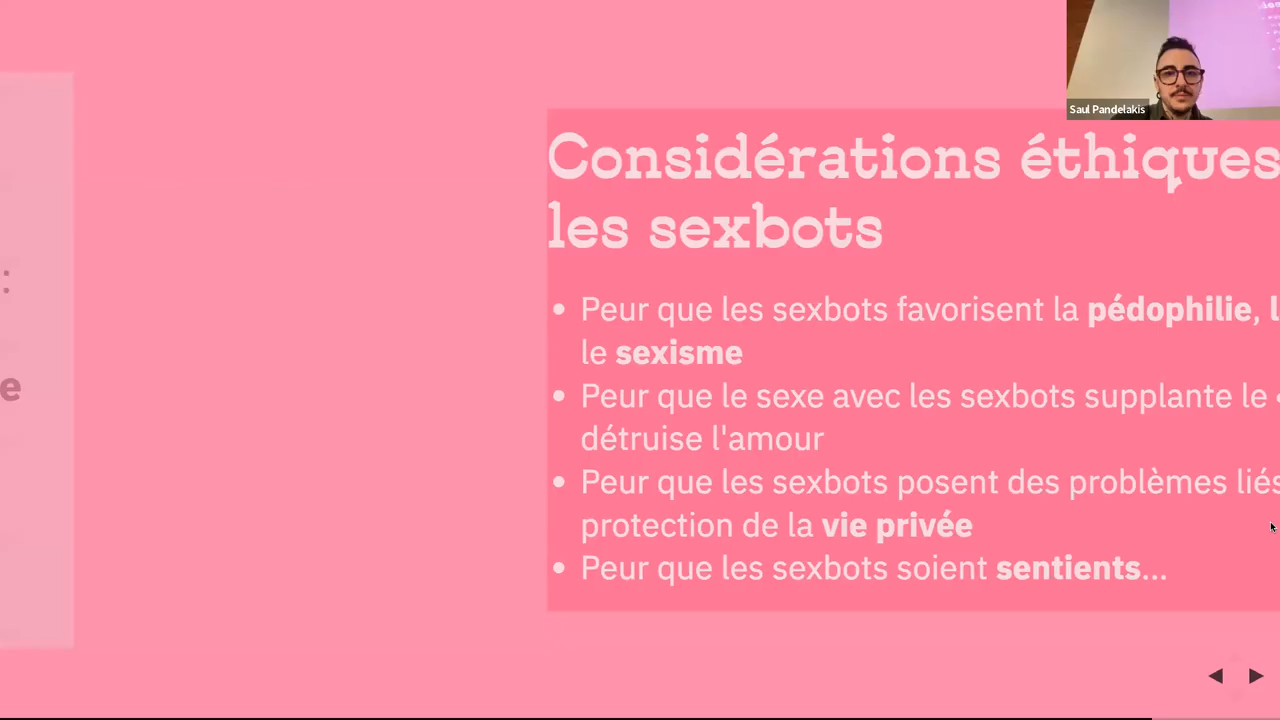 Saul Pandelakis
Considérations éthiques
les sexbots
:
e
• Peur que les sexbots favorisent la pédophilie,
le sexisme
• Peur que le sexe avec les sexbots supplante le
détruise l'amour
• Peur que les sexbots posent des problèmes liés
protection de la vie privée
• Peur que les sexbots soient sentients...